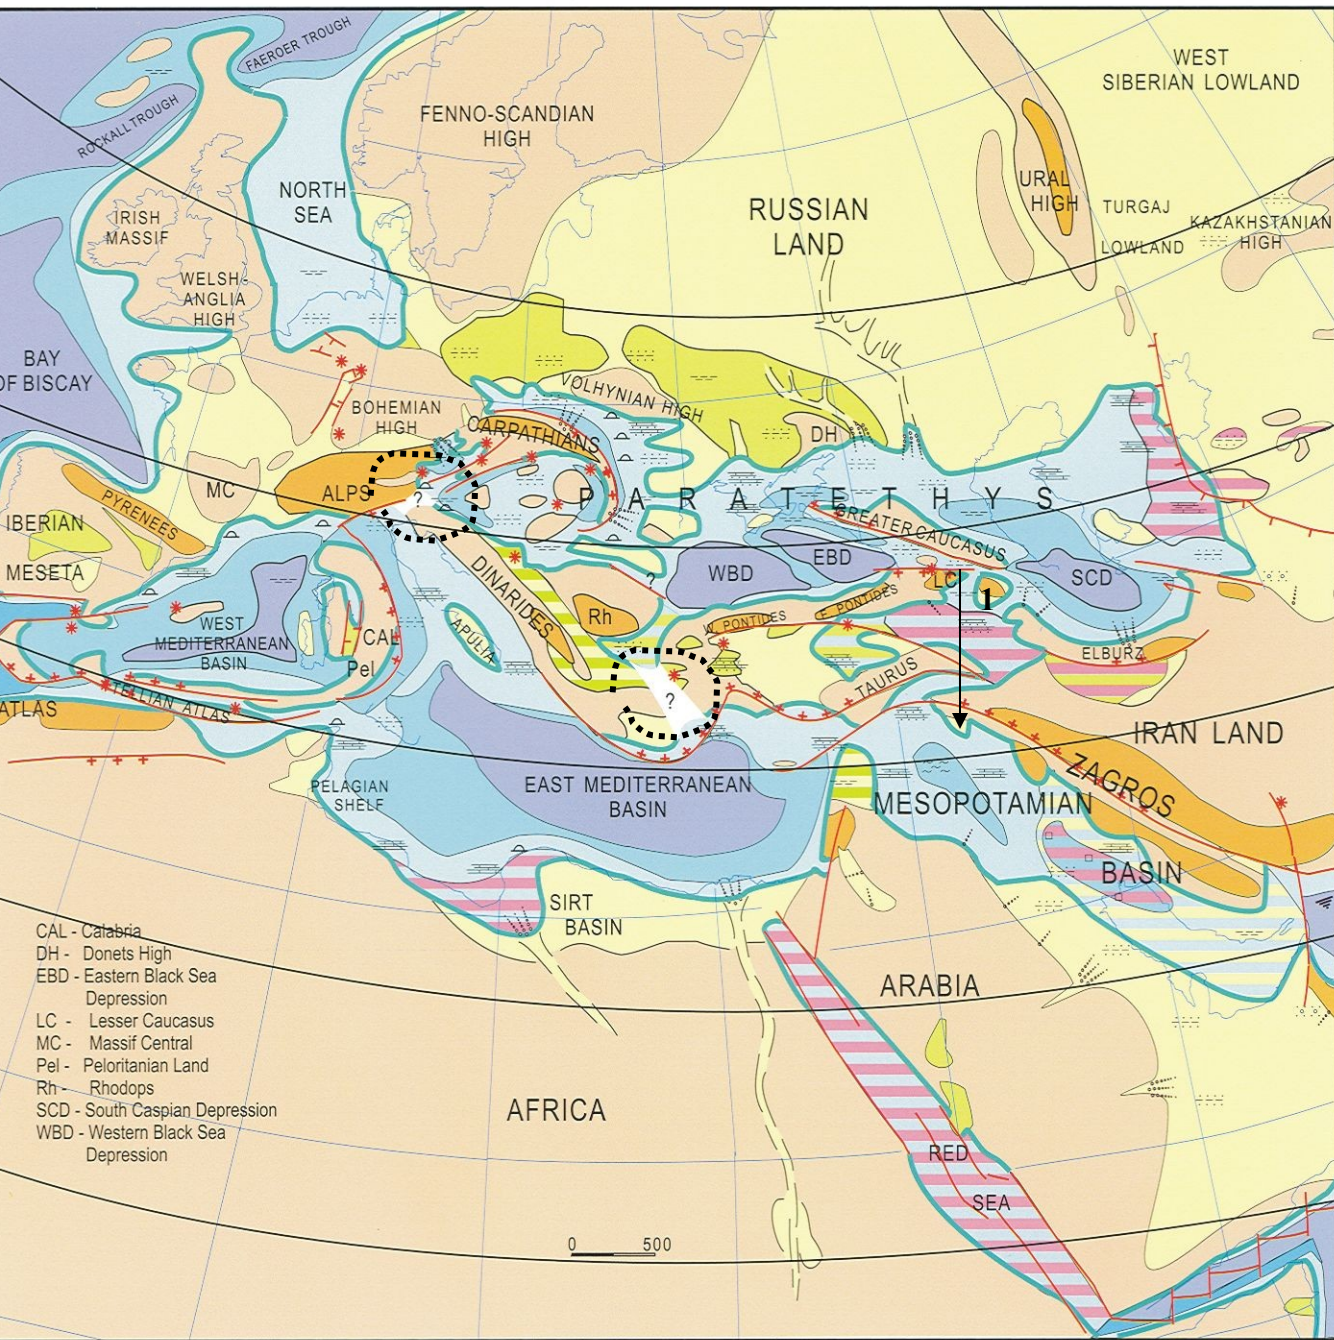 FAEROER TROUGH
ROCKALL TROUGH
WEST
SIBERIAN LOWLAND
FENNO-SCANDIAN
HIGH
NORTH
SEA
IRISH
MASSIF
RUSSIAN
LAND
URAL
HIGH
TURGAJ
LOWLAND
KAZAKHSTANIAN
HIGH
WELSH-
ANGLIA
HIGH
BAY
OF BISCAY
VOLHYNIAN HIGH
BOHEMIAN
HIGH
CARPATHIANS
DH
MC
ALPS
?
PARATETHYS
PYRENEES
IBERIAN
MESETA
GREATER CAUCASUS
DINARIDES
EBD
WBD
?
LC
1
SCD
WEST
MEDITERRANEAN
BASIN
CAL
Pel
APULIA
Rh
W. PONTIDES
E. PONTIDES
ELBURZ
TAURUS
TELLIAN ATLAS
ATLAS
?
IRAN LAND
ZAGROS
PELAGIAN
SHELF
EAST MEDITERRANEAN
BASIN
MESOPOTAMIAN
BASIN
SIRT
BASIN
CAL - Calabria
DH - Donets High
EBD - Eastern Black Sea
Depression
LC - Lesser Caucasus
MC - Massif Central
Pel - Peloritanian Land
Rh - Rhodops
SCD - South Caspian Depression
WBD - Western Black Sea
Depression
ARABIA
AFRICA
RED
SEA
0 500